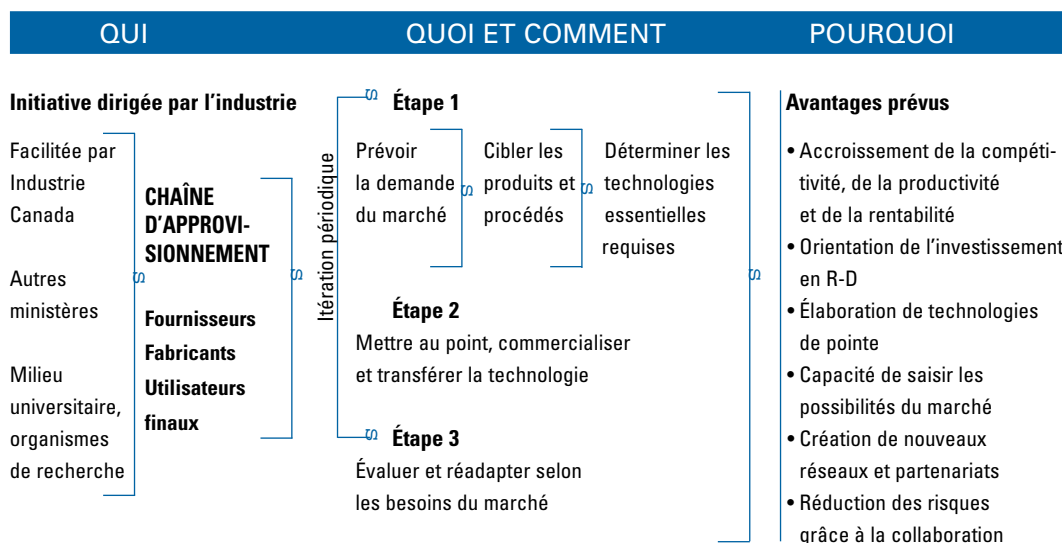 QUI
QUOI ET COMMENT
POURQUOI
Initiative dirigée par l'industrie
Facilitée par
Industrie
Canada
Autres
ministères
Milieu
universitaire,
organismes
de recherche
CHAÎNE
D'APPROVI-
SIONNEMENT
Fournisseurs
Fabricants
Utilisateurs
finaux
Itération périodique
Étape 1
Prévoir
la demande
du marché
Cibler les
produits et
procédés
Déterminer les
technologies
essentielles
requises
Étape 2
Mettre au point, commercialiser
et transférer la technologie
Étape 3
Évaluer et réadapter selon
les besoins du marché
Avantages prévus
• Accroissement de la compéti-
tivité, de la productivité
et de la rentabilité
• Orientation de l'investissement
en R-D
• Élaboration de technologies
de pointe
• Capacité de saisir les
possibilités du marché
• Création de nouveaux
réseaux et partenariats
• Réduction des risques
grâce à la collaboration